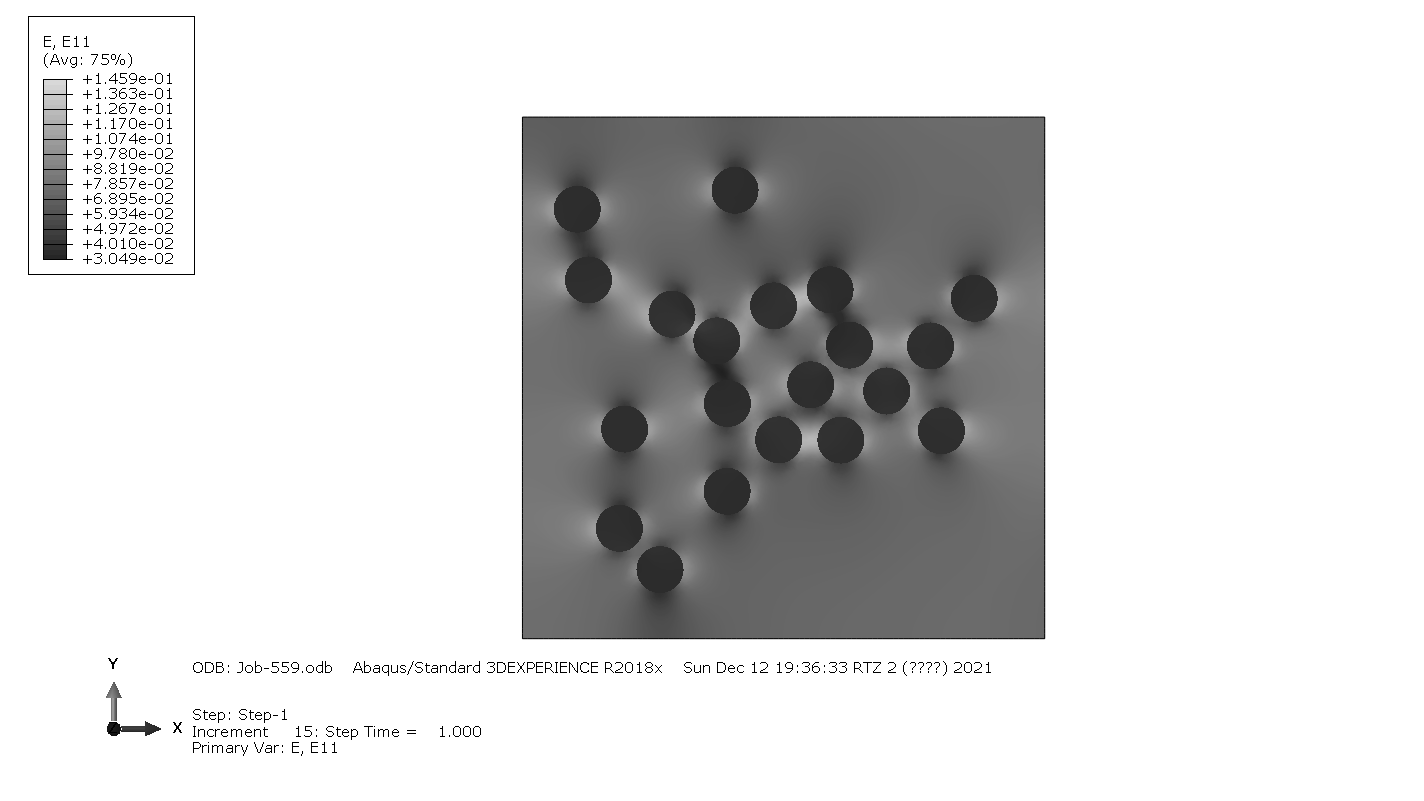 E, E11
(Avg: 75%)
+1.459e-01
+1.363e-01
+1.267e-01
+1.170e-01
+1.074e-01
+9.780e-02
+8.819e-02
+7.857e-02
+6.895e-02
+5.934e-02
+4.972e-02
+4.010e-02
+3.049e-02
Y
X
ODB: Job-559.odb Abaqus/Standard 3DEXPERIENCE R2018x Sun Dec 12 19:36:33 RTZ 2 (????) 2021
Step: Step-1
Increment 15: Step Time = 1.000
Primary Var: E, E11